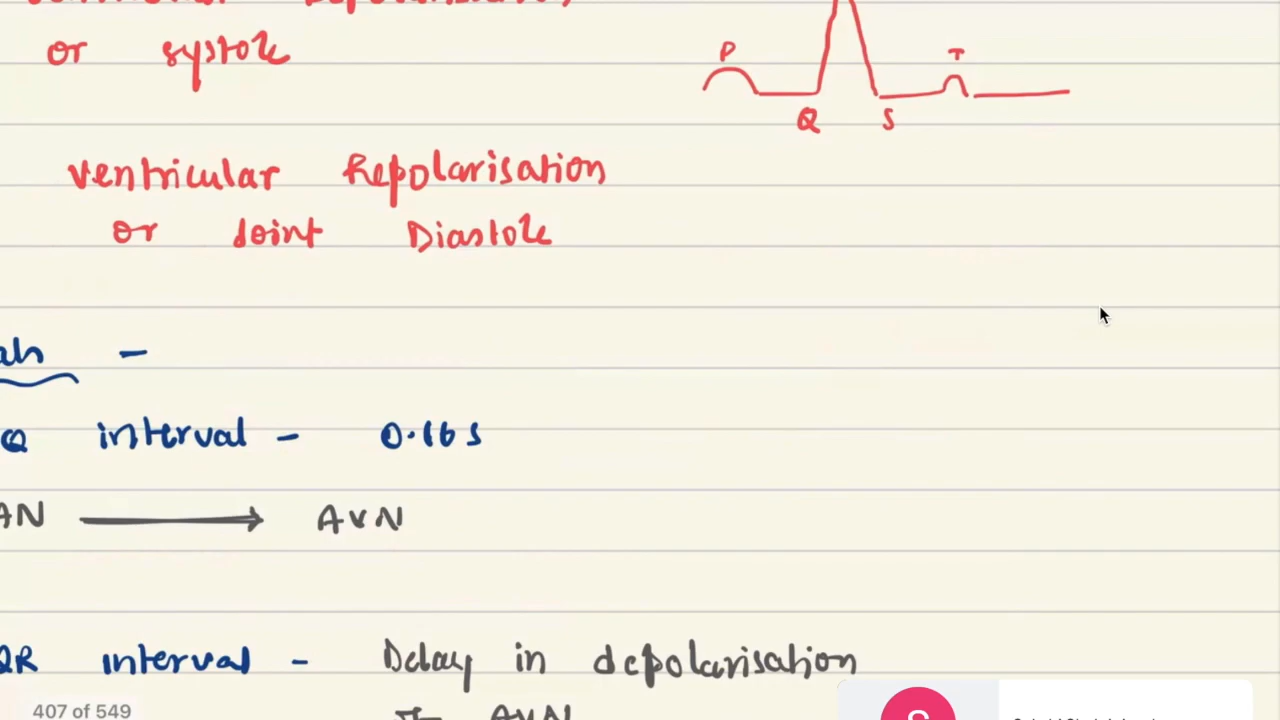 or systole
P
T
Q S
ventricular Repolarisation
or Joint Diastole
-
Q interval - 0.16 s
AN → AVN
QR interval - Delay in depolarisation
AVN
407 of 549